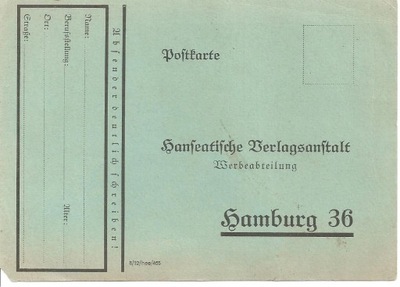 Name:
Berufsstellung:
Alter:
Ort:
Straße:
Absender deutlich schreiben!
Postkarte
Hanseatische Verlagsanstalt
Werbeabteilung
Hamburg 36